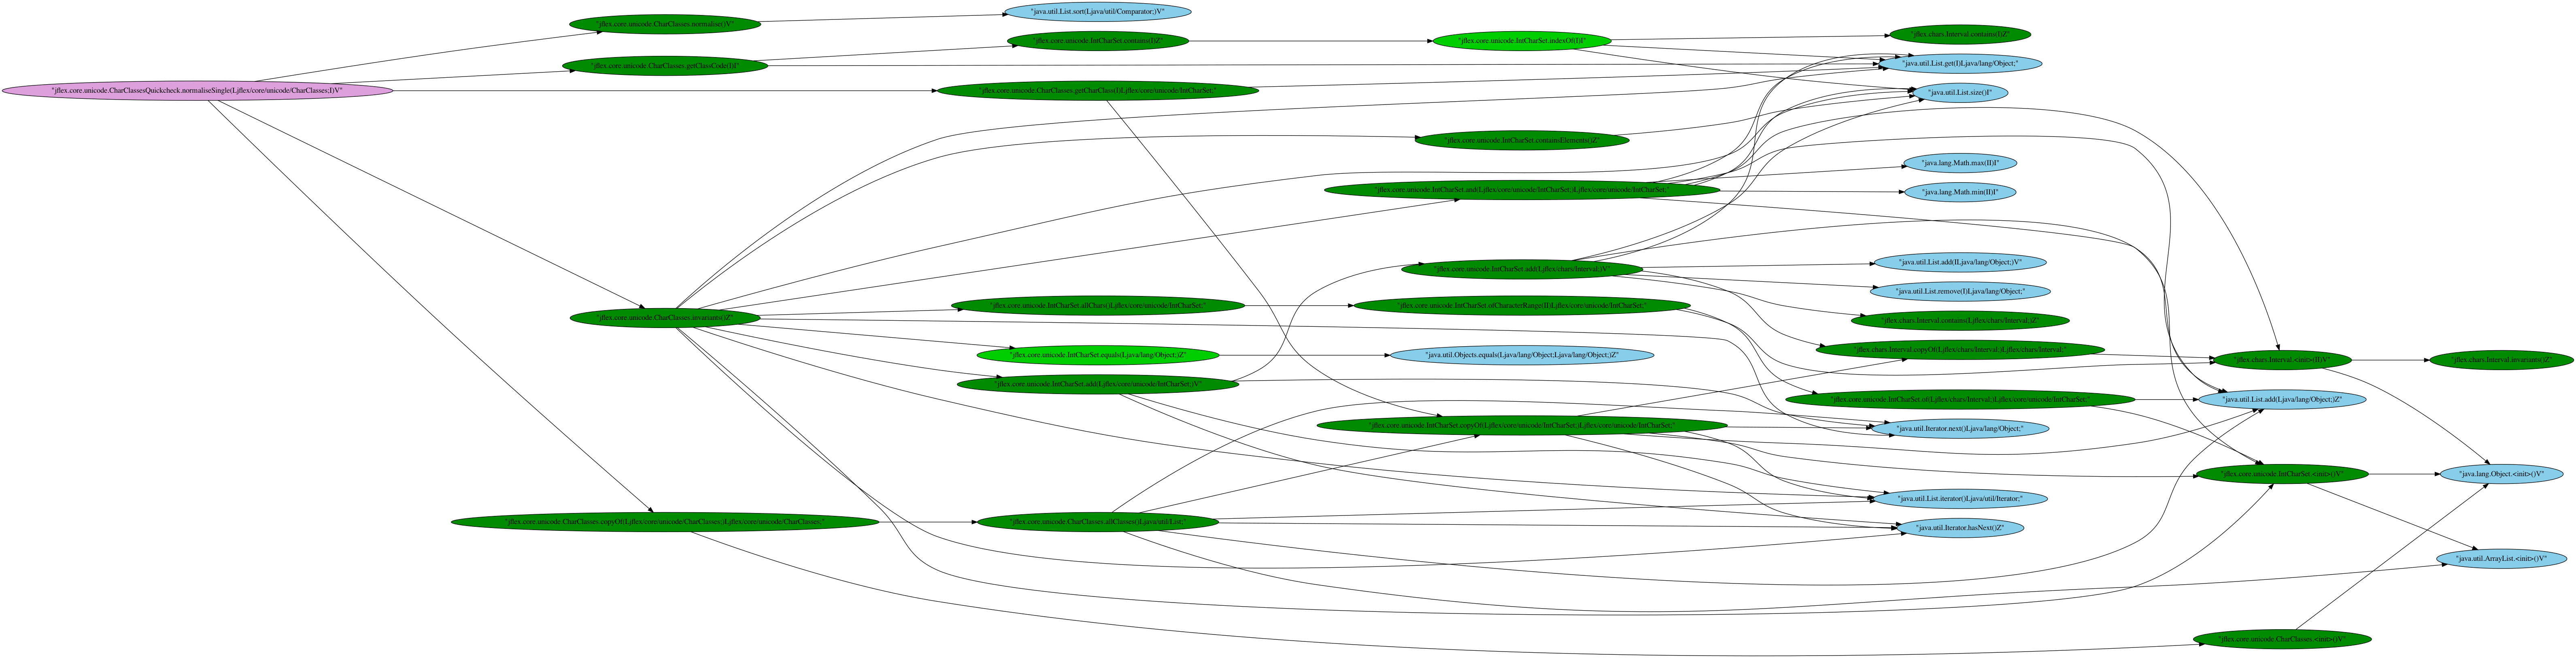 "jflex.core.unicode.CharClassesQuickcheck.normaliseSingle(Ljflex/core/unicode/CharClasses;I)V"
"jflex.core.unicode.CharClasses.normalise()V"
"jflex.core.unicode.CharClasses.getClassCode(I)I"
"jflex.core.unicode.CharClasses.invariants()Z"
"jflex.core.unicode.CharClasses.copyOf(Ljflex/core/unicode/CharClasses;)Ljflex/core/unicode/CharClasses;"
"java.util.List.sort(Ljava/util/Comparator;)V"
"jflex.core.unicode.IntCharSet.contains(I)Z"
"jflex.core.unicode.CharClasses.getCharClass(I)Ljflex/core/unicode/IntCharSet;"
"jflex.core.unicode.IntCharSet.allChars()Ljflex/core/unicode/IntCharSet;"
"jflex.core.unicode.IntCharSet.equals(Ljava/lang/Object;)Z"
"jflex.core.unicode.IntCharSet.add(Ljflex/core/unicode/IntCharSet;)V"
"jflex.core.unicode.CharClasses.allClasses()Ljava/util/List;"
"jflex.core.unicode.IntCharSet.indexOf(I)I"
"jflex.core.unicode.IntCharSet.containsElements()Z"
"jflex.core.unicode.IntCharSet.and(Ljflex/core/unicode/IntCharSet;)Ljflex/core/unicode/IntCharSet;"
"jflex.core.unicode.IntCharSet.add(Ljflex/chars/Interval;)V"
"jflex.core.unicode.IntCharSet.ofCharacterRange(II)Ljflex/core/unicode/IntCharSet;"
"java.util.Objects.equals(Ljava/lang/Object;Ljava/lang/Object;)Z"
"jflex.core.unicode.IntCharSet.copyOf(Ljflex/core/unicode/IntCharSet;)Ljflex/core/unicode/IntCharSet;"
"jflex.chars.Interval.contains(I)Z"
"java.util.List.get(I)Ljava/lang/Object;"
"java.util.List.size()I"
"java.lang.Math.max(II)I"
"java.lang.Math.min(II)I"
"java.util.List.add(ILjava/lang/Object;)V"
"java.util.List.remove(I)Ljava/lang/Object;"
"jflex.chars.Interval.contains(Ljflex/chars/Interval;)Z"
"jflex.chars.Interval.copyOf(Ljflex/chars/Interval;)Ljflex/chars/Interval;"
"jflex.core.unicode.IntCharSet.of(Ljflex/chars/Interval;)Ljflex/core/unicode/IntCharSet;"
"java.util.Iterator.next()Ljava/lang/Object;"
"java.util.List.iterator()Ljava/util/Iterator;"
"java.util.Iterator.hasNext()Z"
"jflex.chars.Interval.<init>(II)V"
"java.util.List.add(Ljava/lang/Object;)Z"
"jflex.core.unicode.IntCharSet.<init>()V"
"jflex.core.unicode.CharClasses.<init>()V"
"jflex.chars.Interval.invariants()Z"
"java.lang.Object.<init>()V"
"java.util.ArrayList.<init>()V"